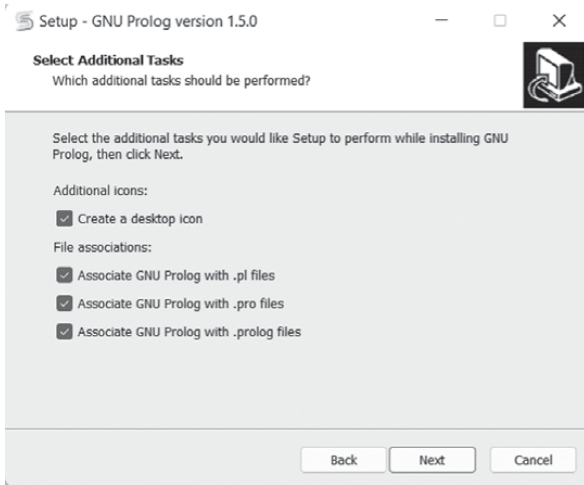 Setup - GNU Prolog version 1.5.0
Select Additional Tasks
Which additional tasks should be performed?
Select the additional tasks you would like Setup to perform while installing GNU
Prolog, then click Next.
Additional icons:
Create a desktop icon
File associations:
Associate GNU Prolog with .pl files
Associate GNU Prolog with .pro files
Associate GNU Prolog with .prolog files
Back Next Cancel